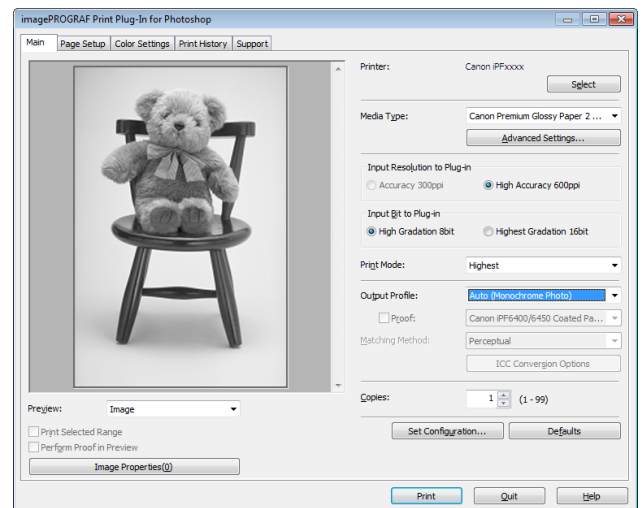 imagePROGRAF Print Plug-In for Photoshop
Main Page Setup Color Settings Print History Support
Printer: Canon iPFxxxx
Select
Media Type: Canon Premium Glossy Paper 2 ...
Advanced Settings...
Input Resolution to Plug-in
Accuracy 300ppi High Accuracy 600ppi
Input Bit to Plug-in
High Gradation 8bit Highest Gradation 16bit
Print Mode: Highest
Output Profile: Auto (Monochrome Photo)
Proof: Canon iPF6400/6450 Coated Pa...
Matching Method: Perceptual
ICC Conversion Options
Copies: 1 (1 - 99)
Preview: Image
Print Selected Range
Perform Proof in Preview
Image Properties(0)
Set Configuration... Defaults
Print Quit Help